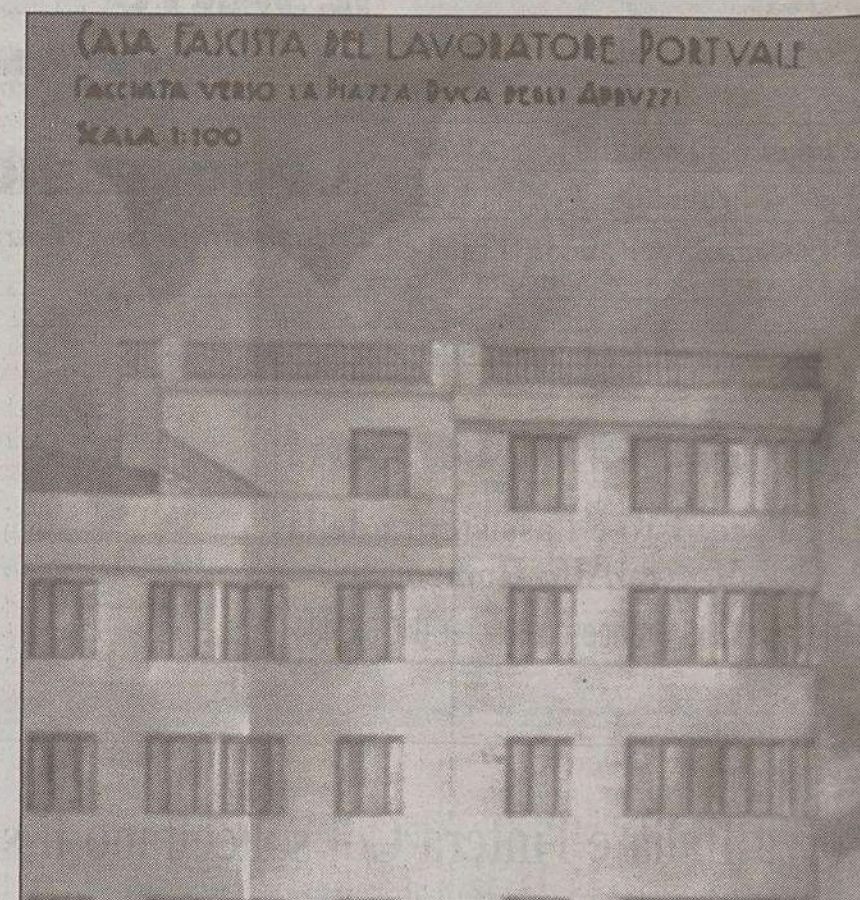 CASA FASCISTA DEL LAVORATORE PORTVALE
FACCIATA VERSO LA PIAZZA DVCA DEGLI ABRVZZI
SCALA 1:100